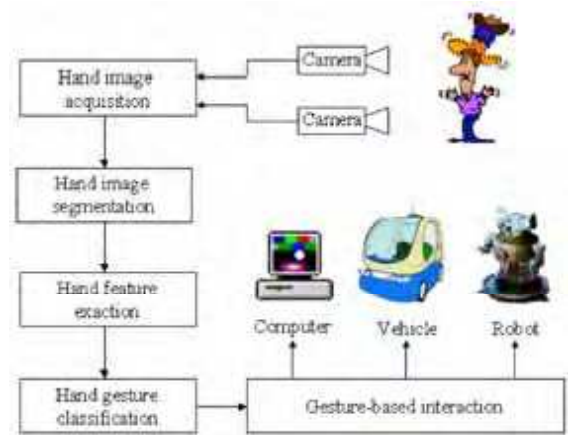 Camera
Hand image
acquisition
Camera
Hand image
segmentation
Hand feature
exaction
Computer
Vehicle
Robot
Hand gesture
classification
Gesture-based interaction